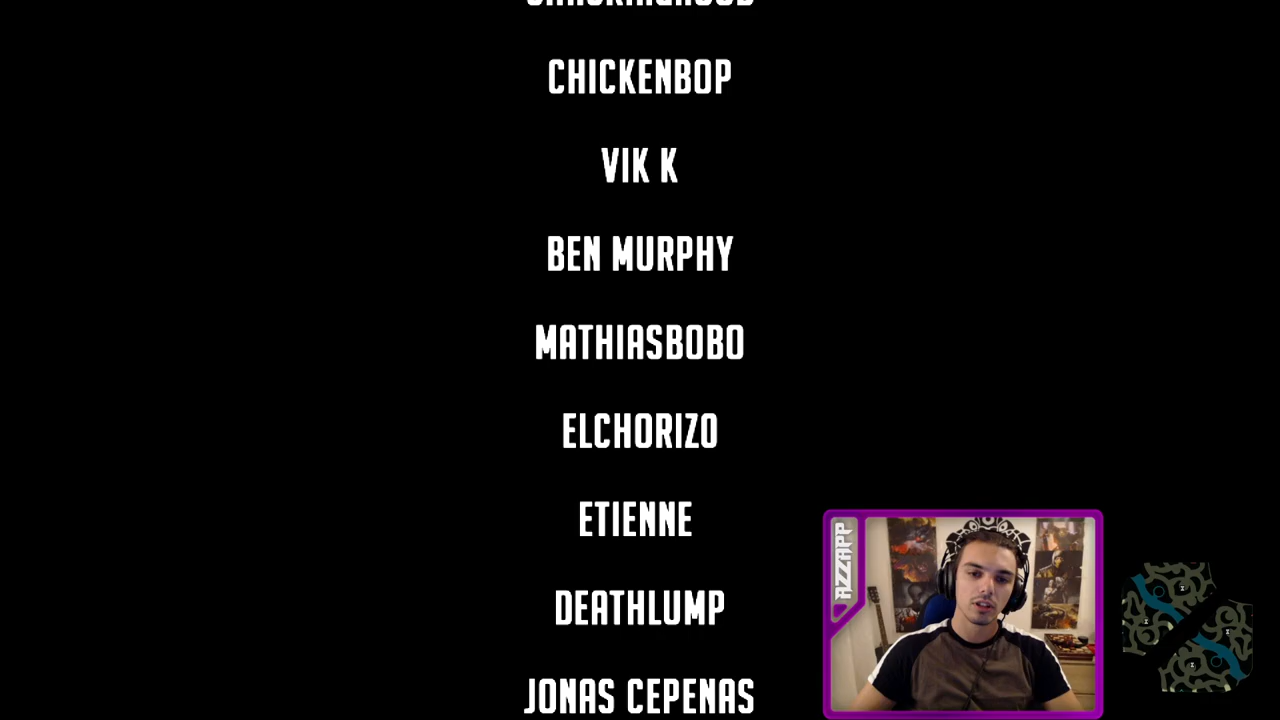 CHICKENBOP
VIK K
BEN MURPHY
MATHIASBOBO
ELCHORIZO
ETIENNE
DEATHLUMP
JONAS CEPENAS
AZZAPP